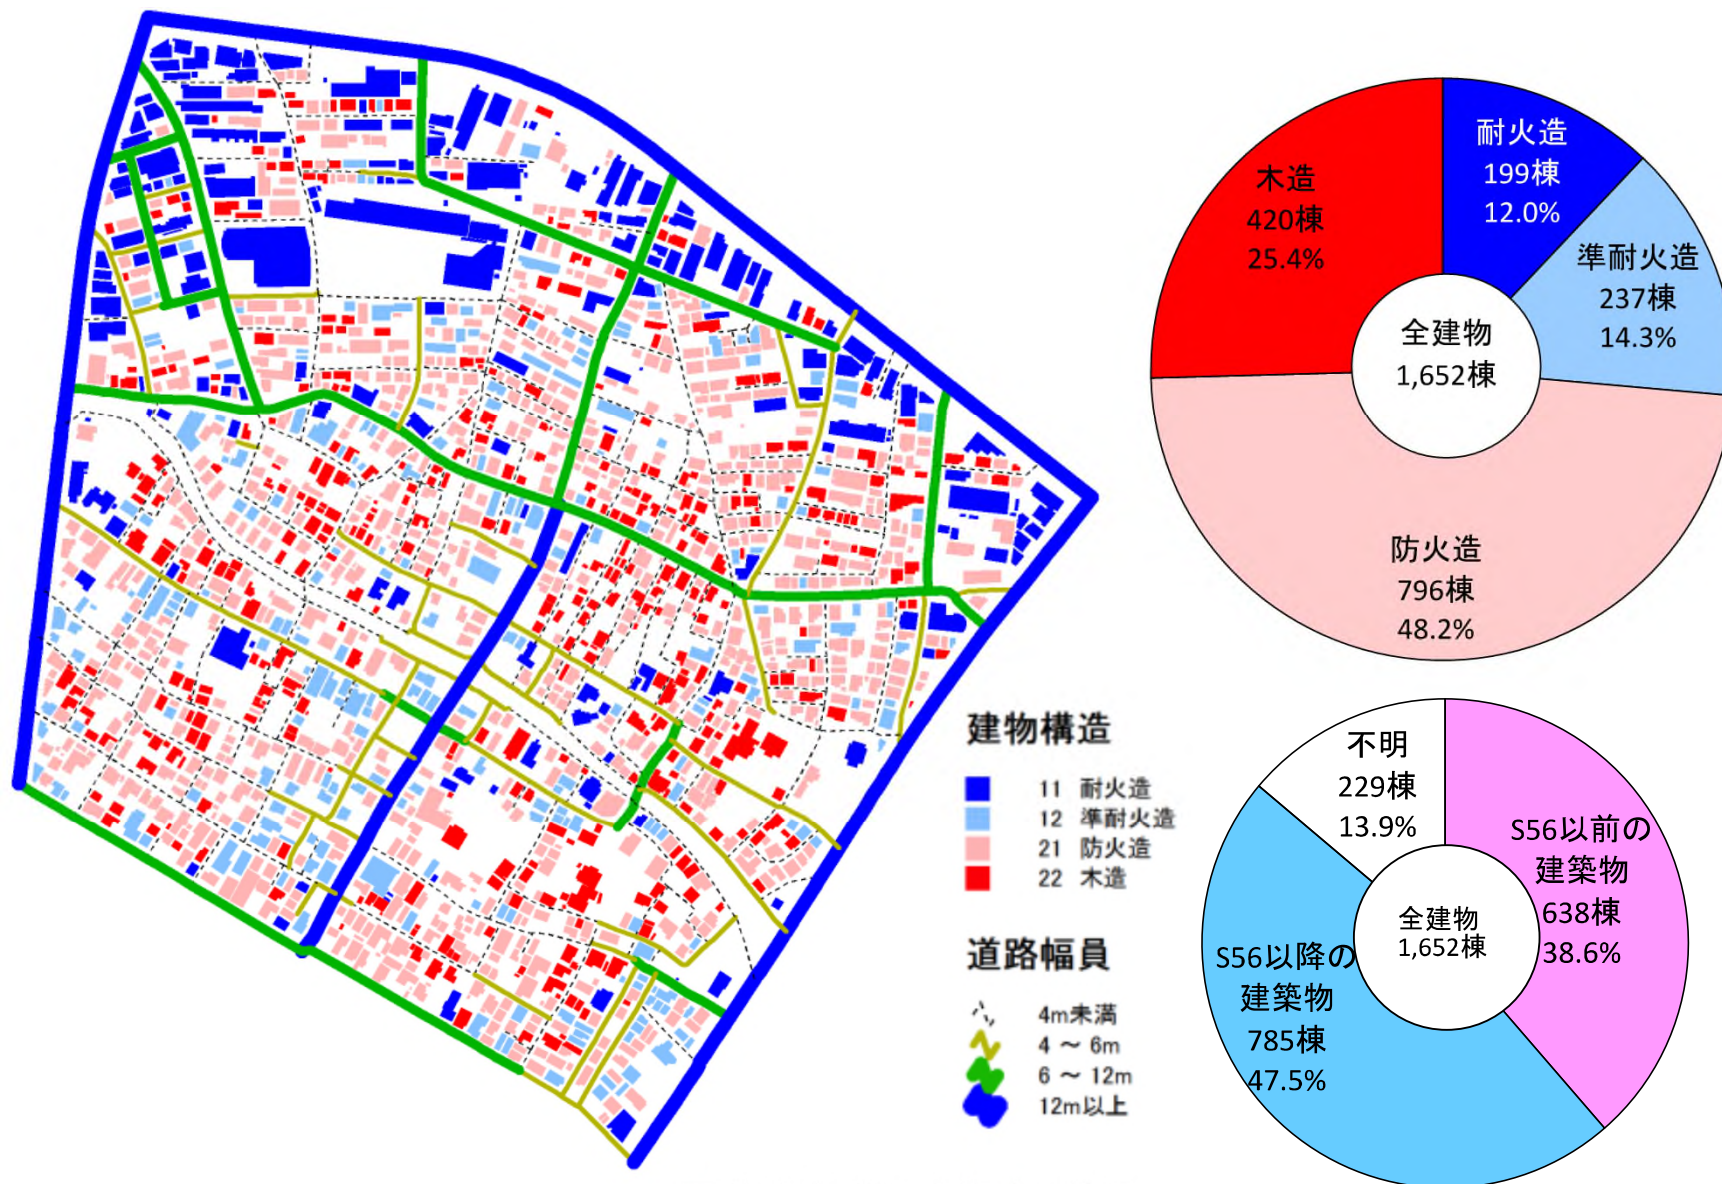 耐火造
199棟
12.0%
準耐火造
237棟
14.3%
防火造
796棟
48.2%
木造
420棟
25.4%
全建物
1,652棟
建物構造
11 耐火造
12 準耐火造
21 防火造
22 木造
道路幅員
4m未満
4 ～ 6m
6 ～ 12m
12m以上
不明
229棟
13.9%
S56以前の
建築物
638棟
38.6%
S56以降の
建築物
785棟
47.5%
全建物
1,652棟